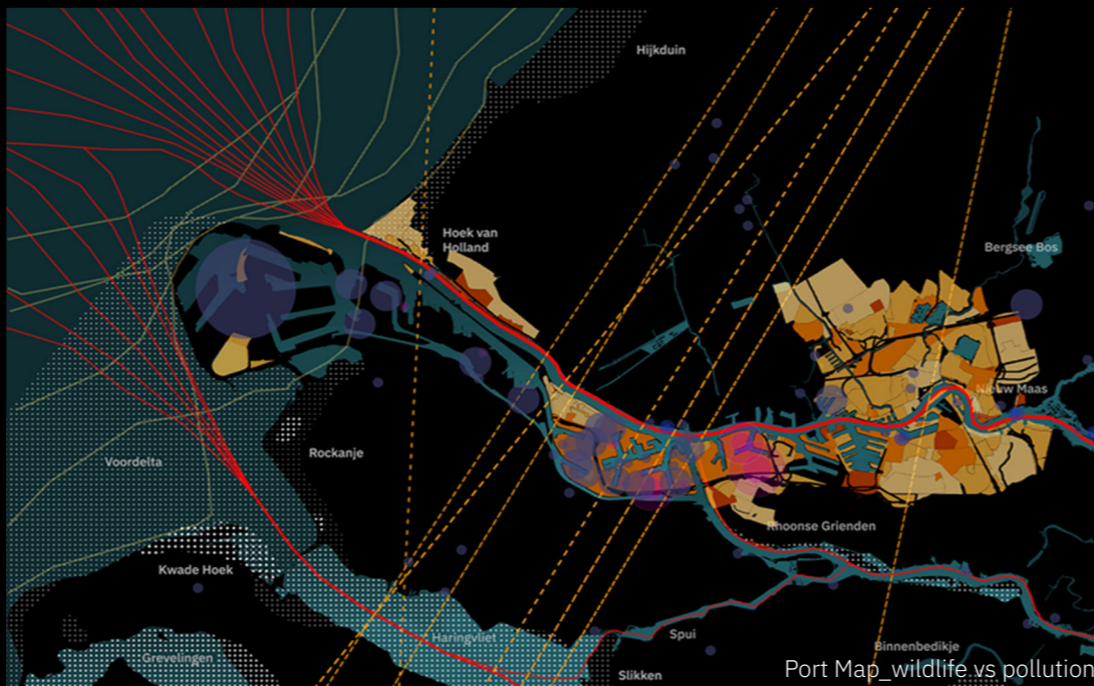 Hijkduin
Hoek van
Holland
Bergsee Bos
Nieuw Maas
Rockanje
Voordelta
Rhoonse Grienden
Kwade Hoek
Haringvliet
Spui
Binnenbedikje
Grevelingen
Slikken
Port Map_wildlife vs pollution